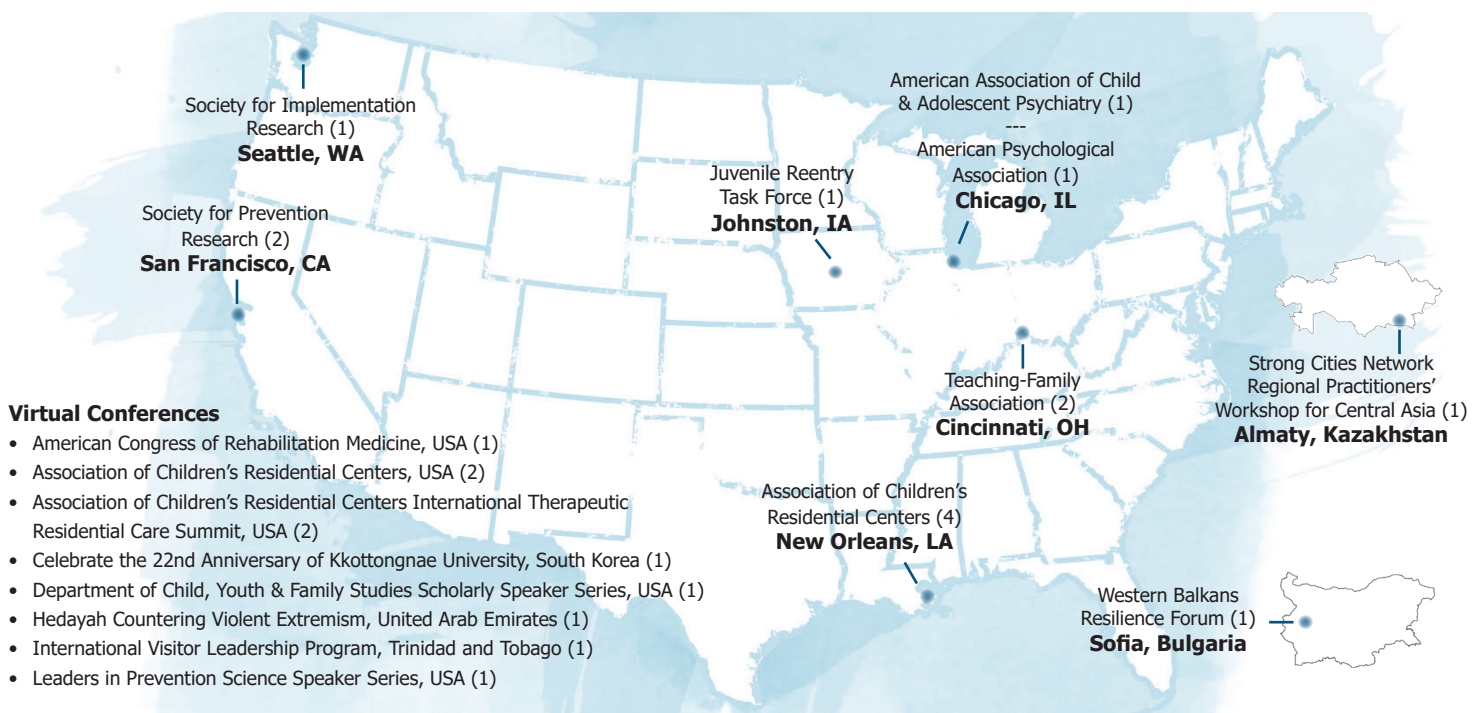 Society for Implementation
Research (1)
Seattle, WA
Society for Prevention
Research (2)
San Francisco, CA
Juvenile Reentry
Task Force (1)
Johnston, IA
American Association of Child
& Adolescent Psychiatry (1)
---
American Psychological
Association (1)
Chicago, IL
Teaching-Family
Association (2)
Cincinnati, OH
Strong Cities Network
Regional Practitioners’
Workshop for Central Asia (1)
Almaty, Kazakhstan
Association of Children’s
Residential Centers (4)
New Orleans, LA
Western Balkans
Resilience Forum (1)
Sofia, Bulgaria
Virtual Conferences
• American Congress of Rehabilitation Medicine, USA (1)
• Association of Children’s Residential Centers, USA (2)
• Association of Children’s Residential Centers International Therapeutic
Residential Care Summit, USA (2)
• Celebrate the 22nd Anniversary of Kkottongnae University, South Korea (1)
• Department of Child, Youth & Family Studies Scholarly Speaker Series, USA (1)
• Hedayah Countering Violent Extremism, United Arab Emirates (1)
• International Visitor Leadership Program, Trinidad and Tobago (1)
• Leaders in Prevention Science Speaker Series, USA (1)